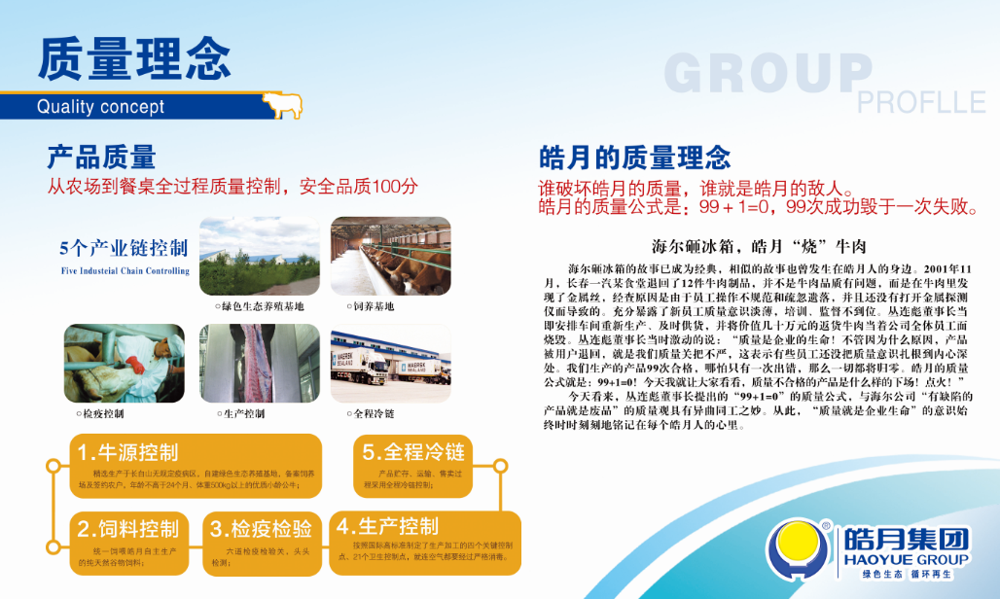 质量理念
Quality concept
GROUP
PROFLLE
产品质量
从农场到餐桌全过程质量控制，安全品质100分
5个产业链控制
Five Industeial Chain Controlling
○绿色生态养殖基地
○饲养基地
○检疫控制
○生产控制
○全程冷链
MAERSK
SEALAND
MAERSK
SEALAND
1.牛源控制
精选生产于长白山无规定疫病区，自建绿色生态养殖基地，备案饲养
场及签约农户，年龄不高于24个月、体重500kg以上的优质小龄公牛；
5.全程冷链
产品贮存、运输、售卖过
程采用全程冷链控制；
2.饲料控制
统一饲喂皓月自主生产
的纯天然谷物饲料；
3.检疫检验
六道检疫检验关，头头
检测；
4.生产控制
按照国际高标准制定了生产加工的四个关键控制
点、21个卫生控制点，就连空气都要经过严格消毒。
皓月的质量理念
谁破坏皓月的质量，谁就是皓月的敌人。
皓月的质量公式是：99＋1=0，99次成功毁于一次失败。
海尔砸冰箱，皓月“烧”牛肉
海尔砸冰箱的故事已成为经典，相似的故事也曾发生在皓月人的身边。2001年11
月，长春一汽某食堂退回了12件牛肉制品，并不是牛肉品质有问题，而是在牛肉里发
现了金属丝，经查原因是由于员工操作不规范和疏忽遗落，并且还没有打开金属探测
仪而导致的。充分暴露了新员工质量意识淡薄，培训、监督不到位。丛连彪董事长当
即安排车间重新生产、及时供货，并将价值几十万元的返货牛肉当着公司全体员工面
烧毁。丛连彪董事长当时激动的说：“质量是企业的生命！不管因为什么原因，产品
被用户退回，就是我们质量关把不严，这表示有些员工还没把质量意识扎根到内心深
处。我们生产的产品99次合格，哪怕只有一次出错，那么一切都将归零。皓月的质量
公式就是：99+1=0！今天我就让大家看看，质量不合格的产品是什么样的下场！点火！”
今天看来，丛连彪董事长提出的“99+1=0”的质量公式，与海尔公司“有缺陷的
产品就是废品”的质量观具有异曲同工之妙。从此，“质量就是企业生命”的意识始
终时时刻刻地铭记在每个皓月人的心里。
®
皓月集团
HAOYUE GROUP
绿色生态 循环再生